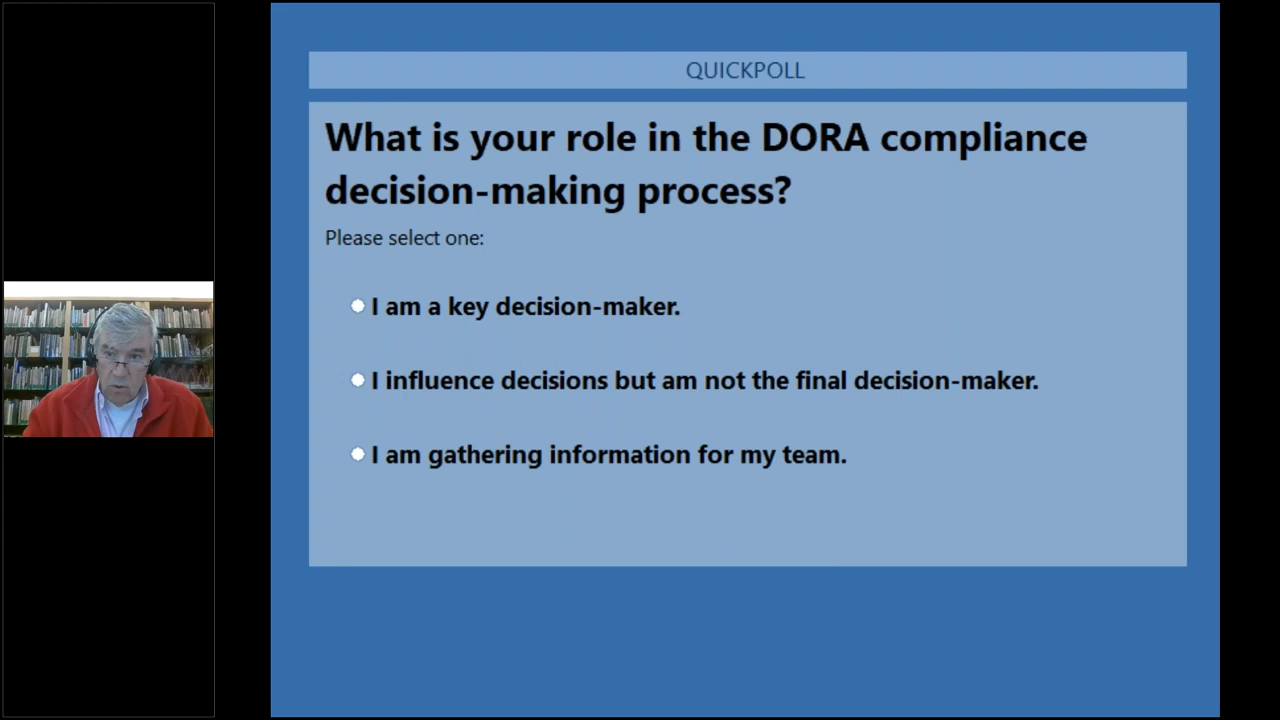 QUICKPOLL
What is your role in the DORA compliance
decision-making process?
Please select one:
I am a key decision-maker.
I influence decisions but am not the final decision-maker.
I am gathering information for my team.